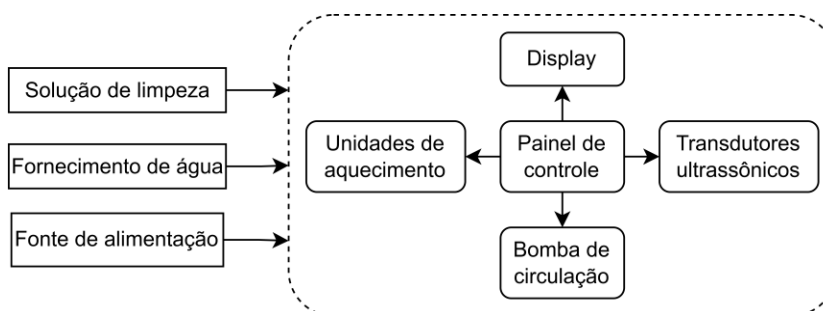 Solução de limpeza
Fornecimento de água
Fonte de alimentação
Display
Unidades de
aquecimento
Painel de
controle
Transdutores
ultrassônicos
Bomba de
circulação